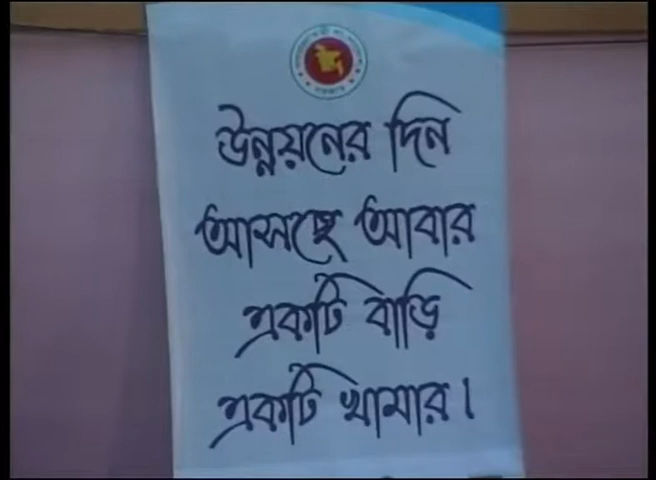 উন্নয়নের দিন
আসছে আবার
একটি বাড়ি
একটি খামার।